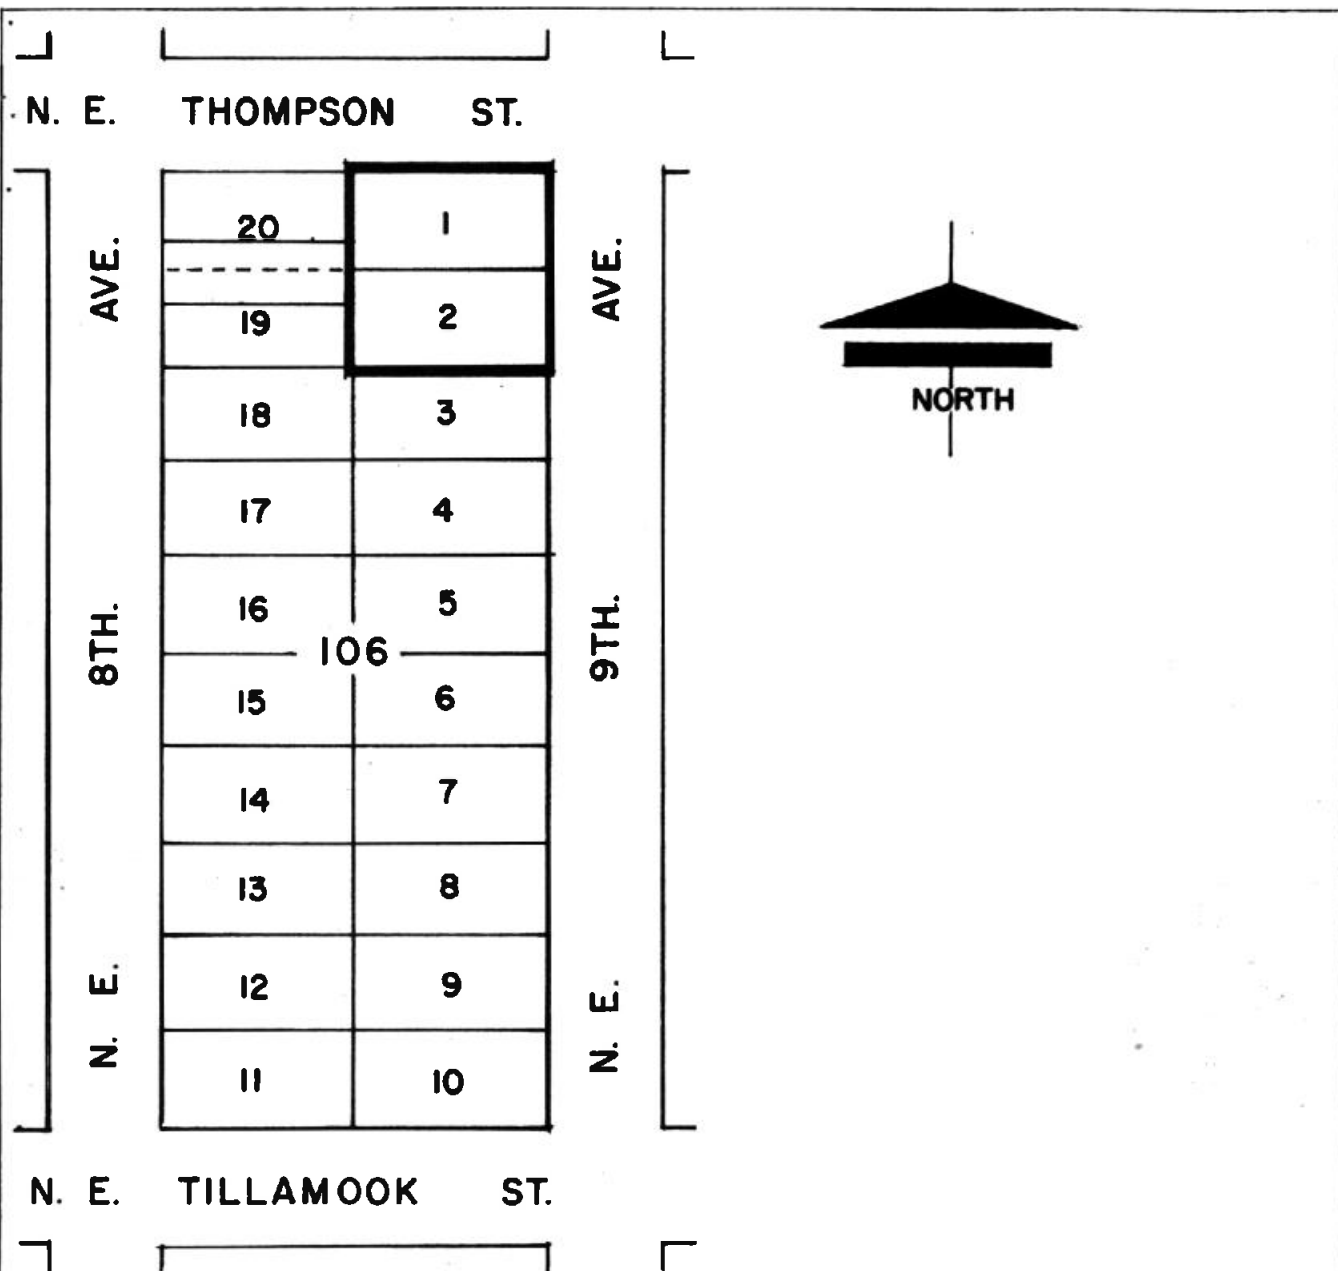 N. E. THOMPSON ST.
20 1
19 2
18 3
17 4
16 5
106
15 6
14 7
13 8
12 9
11 10
N. E. 8TH. AVE.
N. E. 9TH. AVE.
NORTH
N. E. TILLAMOOK ST.